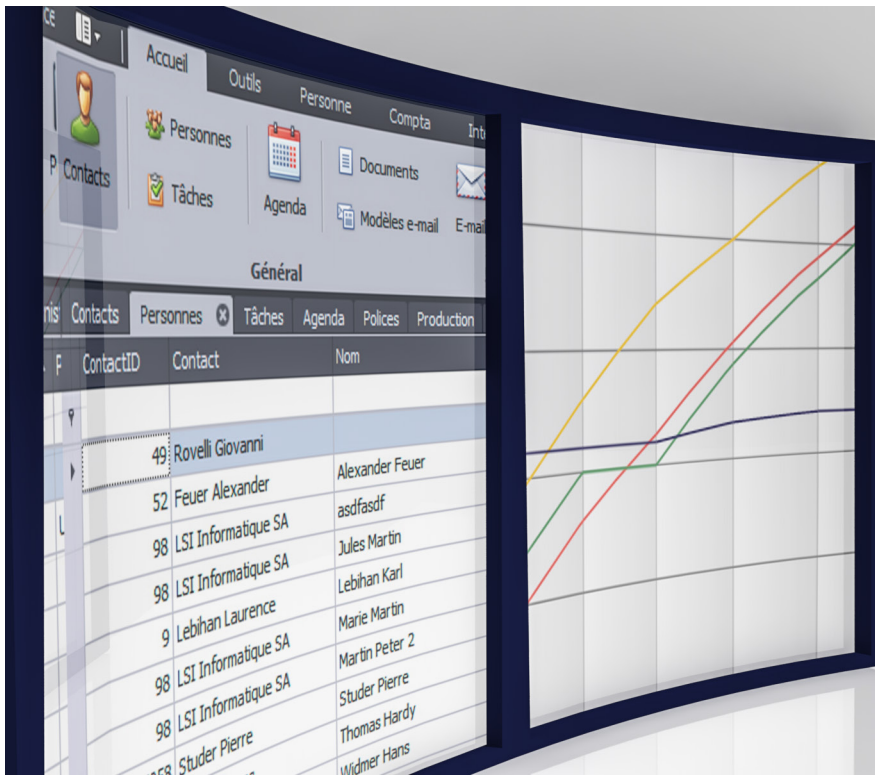 Accueil Outils Personne Compta
Contacts
Personnes
Tâches
Agenda
Documents
Modèles e-mail
E-mail
Général
Contacts Personnes Tâches Agenda Polices Production
ContactID Contact Nom
49 Rovelli Giovanni
52 Feuer Alexander Alexander Feuer
98 LSI Informatique SA asdfasdf
98 LSI Informatique SA Jules Martin
9 Lebihan Laurence Lebihan Karl
98 LSI Informatique SA Marie Martin
98 LSI Informatique SA Martin Peter 2
Studer Pierre Studer Pierre
Thomas Hardy
Widmer Hans